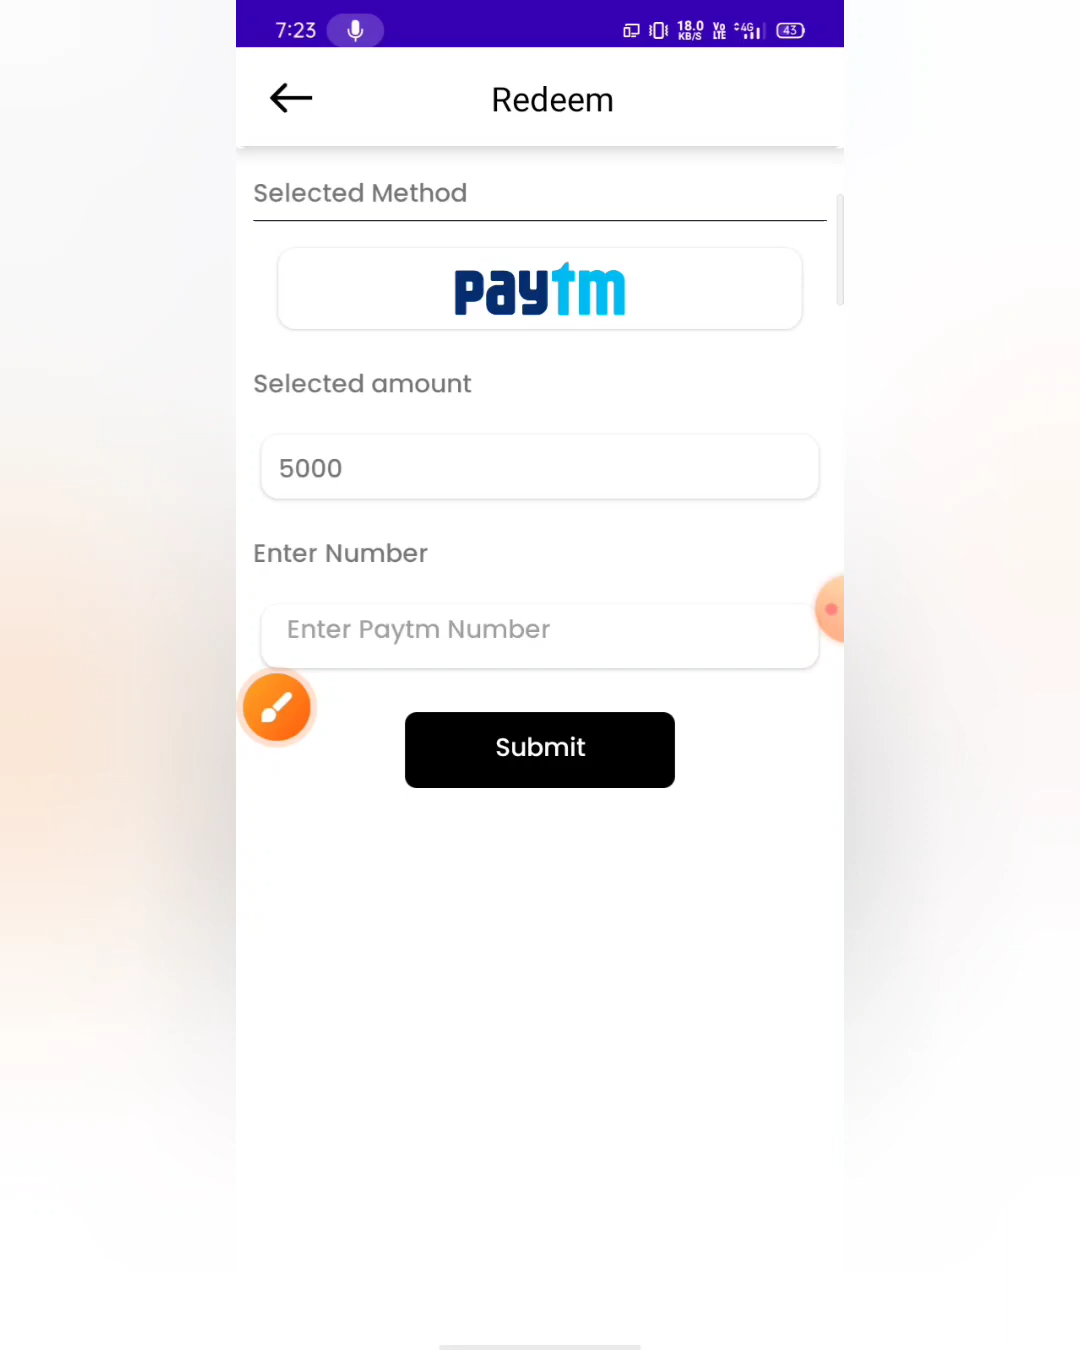 7:23 18.0 KB/S Vo LTE 4G 43
Redeem
Selected Method
paytm
Selected amount
5000
Enter Number
Enter Paytm Number
Submit